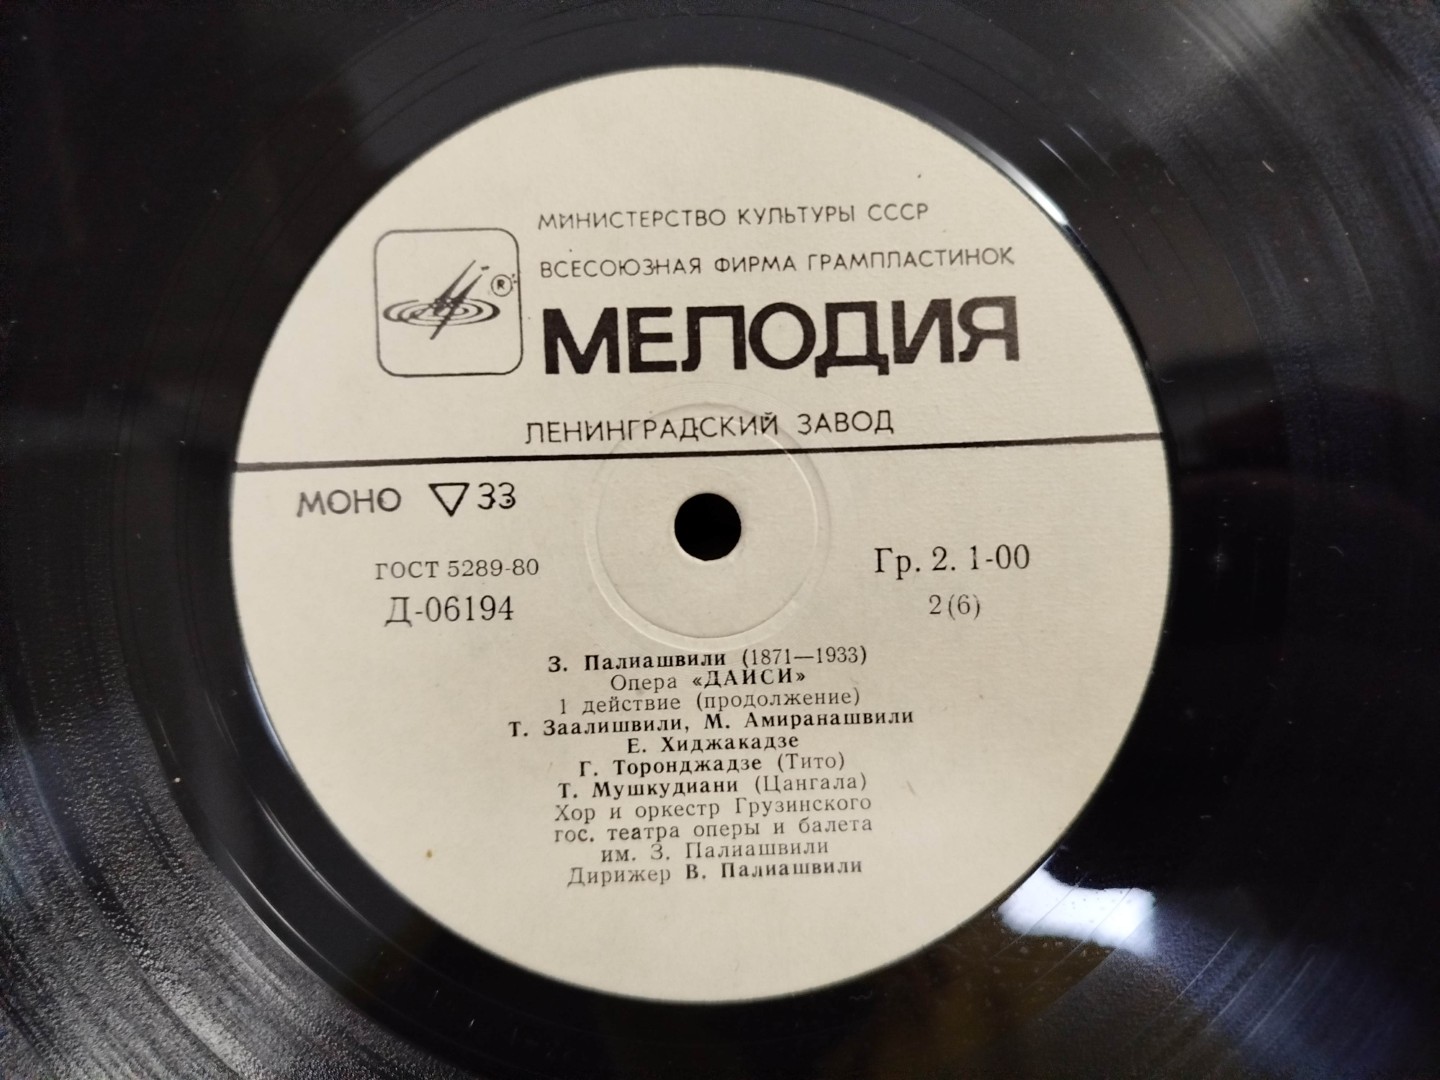 МИНИСТЕРСТВО КУЛЬТУРЫ СССР
ВСЕСОЮЗНАЯ ФИРМА ГРАМПЛАСТИНОК
®
МЕЛОДИЯ
ЛЕНИНГРАДСКИЙ ЗАВОД
МОНО ▽ 33
ГОСТ 5289-80
Д-06194
Гр. 2. 1-00
2(6)
З. Палиашвили (1871—1933)
Опера «ДАИСИ»
1 действие (продолжение)
Т. Заалишвили, М. Амиранашвили
Е. Хиджакадзе
Г. Торонджадзе (Тито)
Т. Мушкудиани (Цангала)
Хор и оркестр Грузинского
гос. театра оперы и балета
им. З. Палиашвили
Дирижер В. Палиашвили